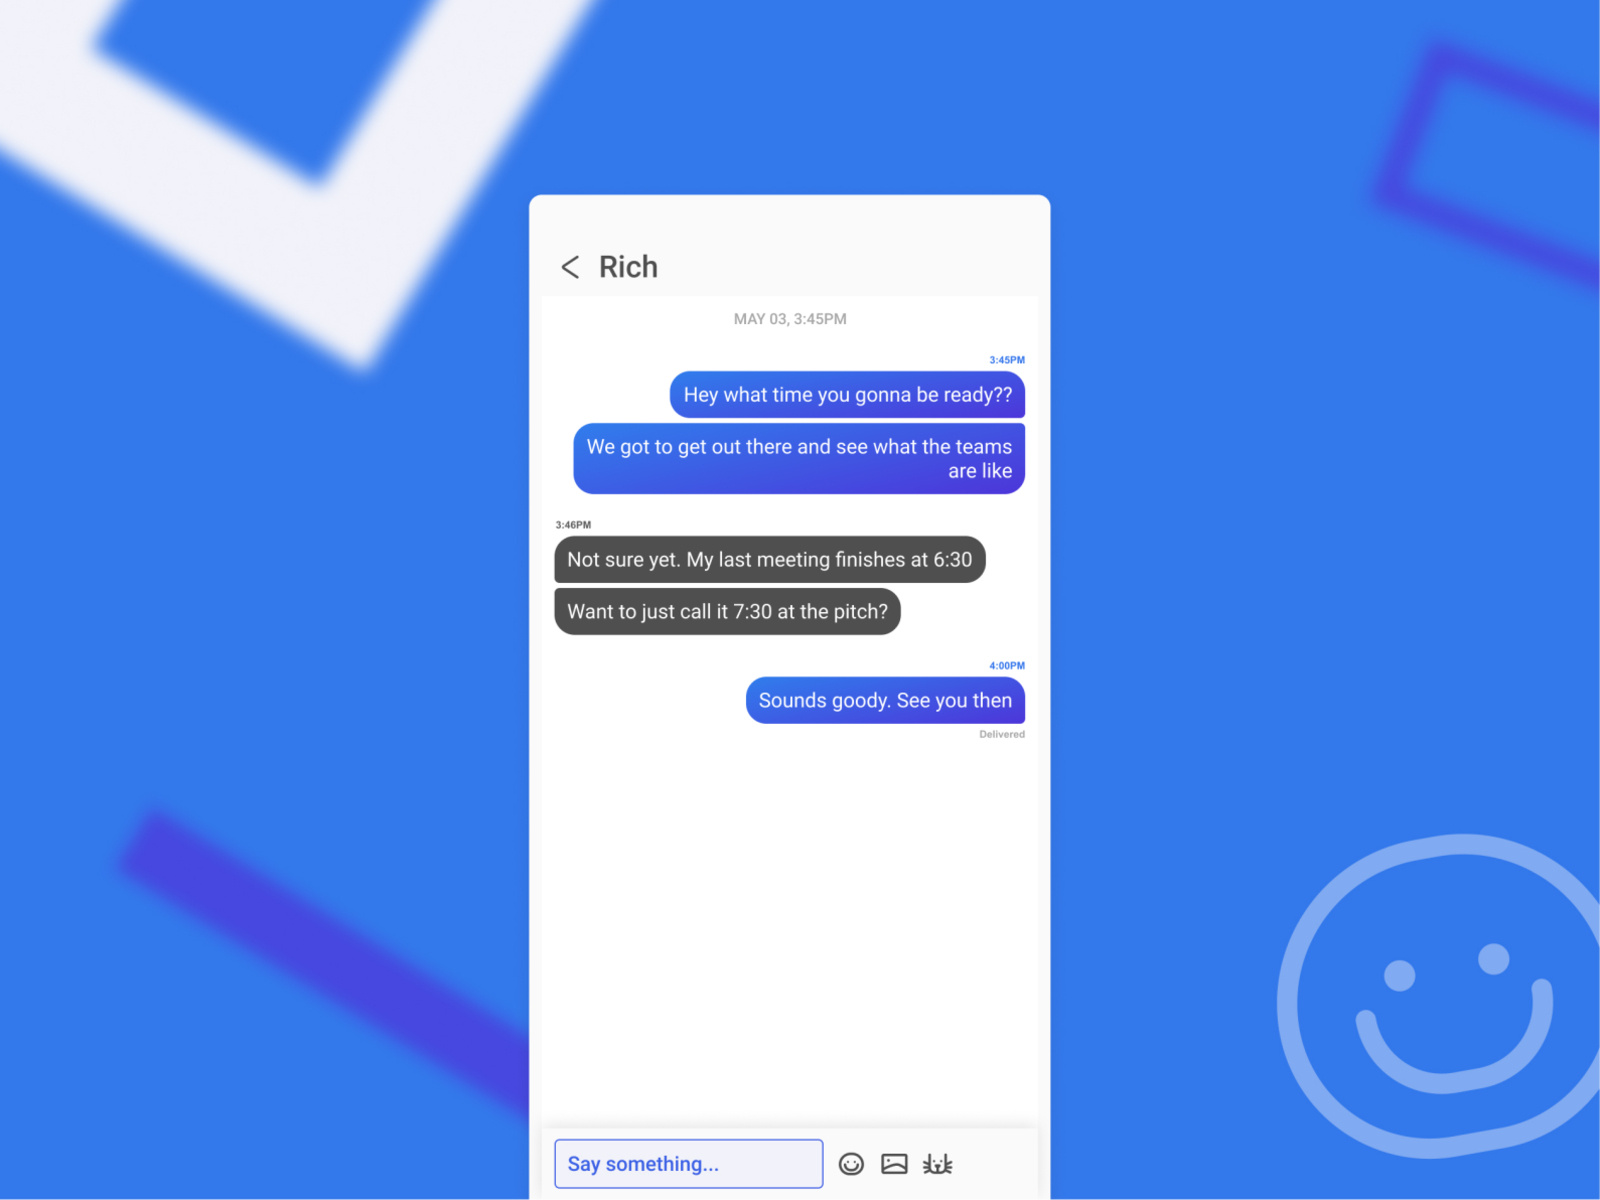 Rich
MAY 03, 3:45PM
3:45PM
Hey what time you gonna be ready??
We got to get out there and see what the teams
are like
3:46PM
Not sure yet. My last meeting finishes at 6:30
Want to just call it 7:30 at the pitch?
4:00PM
Sounds goody. See you then
Delivered
Say something...